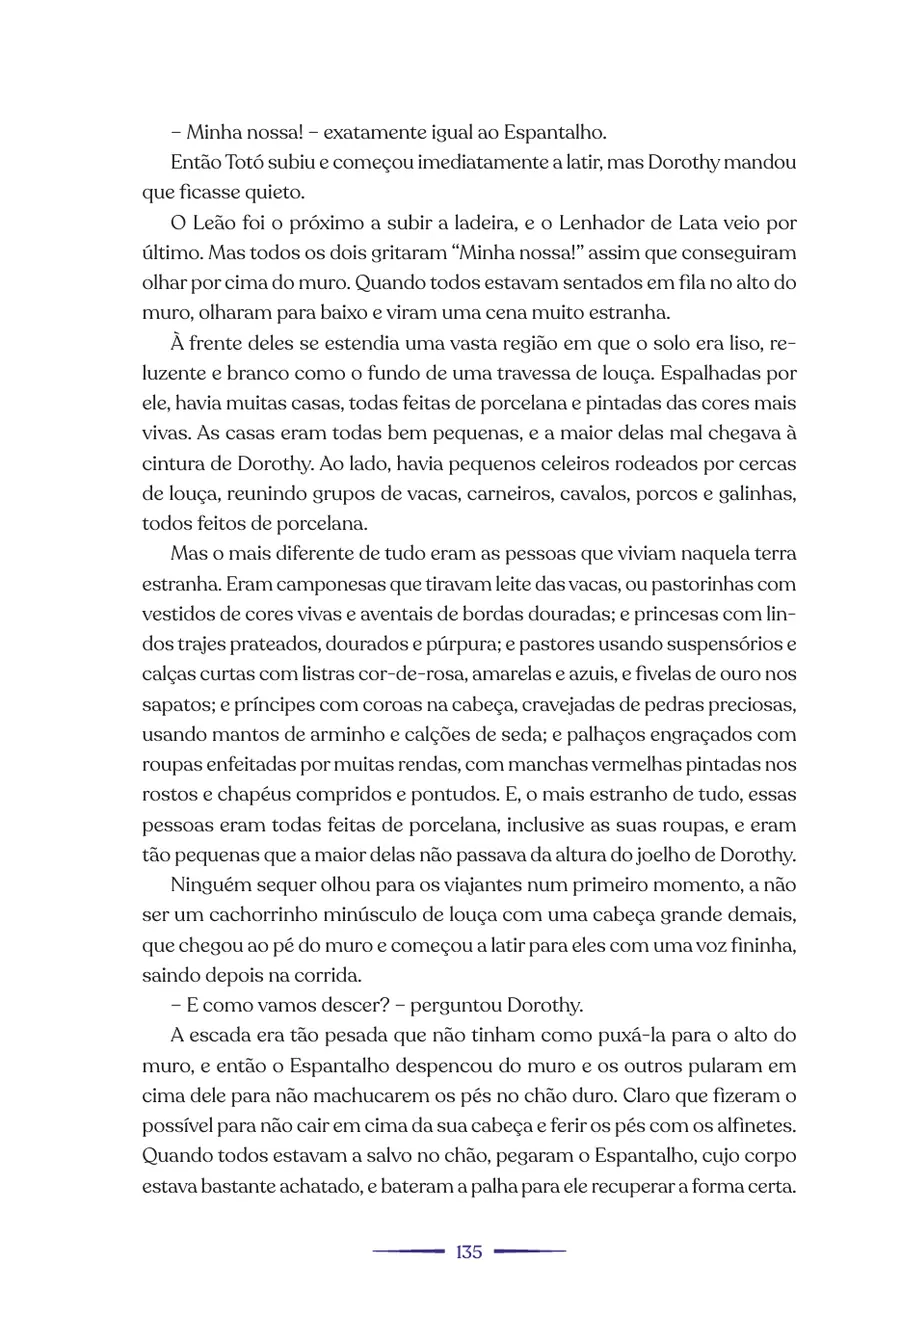 – Minha nossa! – exatamente igual ao Espantalho.
Então Totó subiu e começou imediatamente a latir, mas Dorothy mandou
que ficasse quieto.
O Leão foi o próximo a subir a ladeira, e o Lenhador de Lata veio por
último. Mas todos os dois gritaram “Minha nossa!” assim que conseguiram
olhar por cima do muro. Quando todos estavam sentados em fila no alto do
muro, olharam para baixo e viram uma cena muito estranha.
À frente deles se estendia uma vasta região em que o solo era liso, re-
luzente e branco como o fundo de uma travessa de louça. Espalhadas por
ele, havia muitas casas, todas feitas de porcelana e pintadas das cores mais
vivas. As casas eram todas bem pequenas, e a maior delas mal chegava à
cintura de Dorothy. Ao lado, havia pequenos celeiros rodeados por cercas
de louça, reunindo grupos de vacas, carneiros, cavalos, porcos e galinhas,
todos feitos de porcelana.
Mas o mais diferente de tudo eram as pessoas que viviam naquela terra
estranha. Eram camponesas que tiravam leite das vacas, ou pastorinhas com
vestidos de cores vivas e aventais de bordas douradas; e princesas com lin-
dos trajes prateados, dourados e púrpura; e pastores usando suspensórios e
calças curtas com listras cor-de-rosa, amarelas e azuis, e fivelas de ouro nos
sapatos; e príncipes com coroas na cabeça, cravejadas de pedras preciosas,
usando mantos de arminho e calções de seda; e palhaços engraçados com
roupas enfeitadas por muitas rendas, com manchas vermelhas pintadas nos
rostos e chapéus compridos e pontudos. E, o mais estranho de tudo, essas
pessoas eram todas feitas de porcelana, inclusive as suas roupas, e eram
tão pequenas que a maior delas não passava da altura do joelho de Dorothy.
Ninguém sequer olhou para os viajantes num primeiro momento, a não
ser um cachorrinho minúsculo de louça com uma cabeça grande demais,
que chegou ao pé do muro e começou a latir para eles com uma voz fininha,
saindo depois na corrida.
– E como vamos descer? – perguntou Dorothy.
A escada era tão pesada que não tinham como puxá-la para o alto do
muro, e então o Espantalho despencou do muro e os outros pularam em
cima dele para não machucarem os pés no chão duro. Claro que fizeram o
possível para não cair em cima da sua cabeça e ferir os pés com os alfinetes.
Quando todos estavam a salvo no chão, pegaram o Espantalho, cujo corpo
estava bastante achatado, e bateram a palha para ele recuperar a forma certa.
135